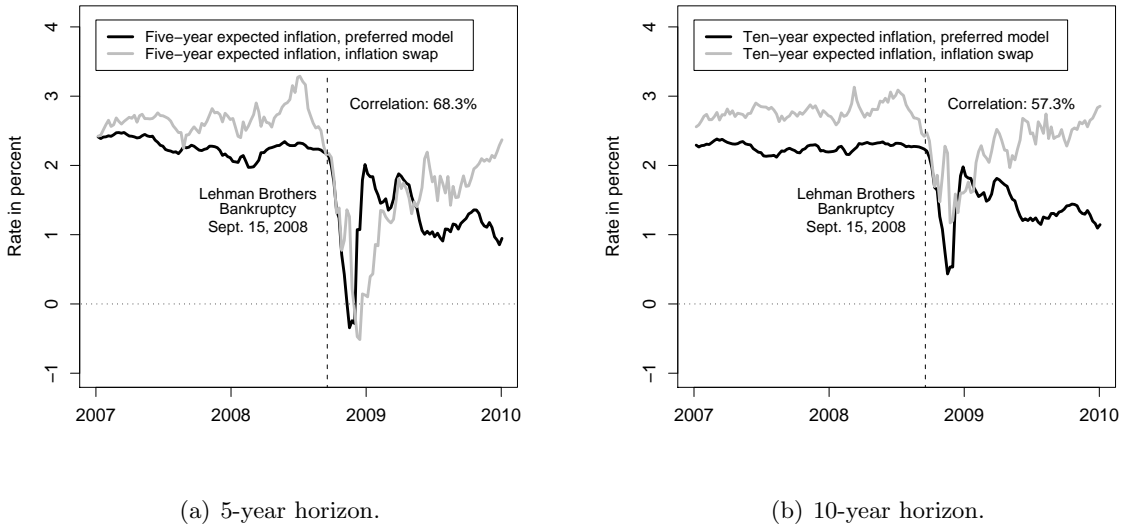 Five−year expected inflation, preferred model
Five−year expected inflation, inflation swap
Correlation: 68.3%
Lehman Brothers
Bankruptcy
Sept. 15, 2008
Rate in percent
4
3
2
1
0
−1
2007 2008 2009 2010
(a) 5-year horizon.
Ten−year expected inflation, preferred model
Ten−year expected inflation, inflation swap
Correlation: 57.3%
Lehman Brothers
Bankruptcy
Sept. 15, 2008
Rate in percent
4
3
2
1
0
−1
2007 2008 2009 2010
(b) 10-year horizon.